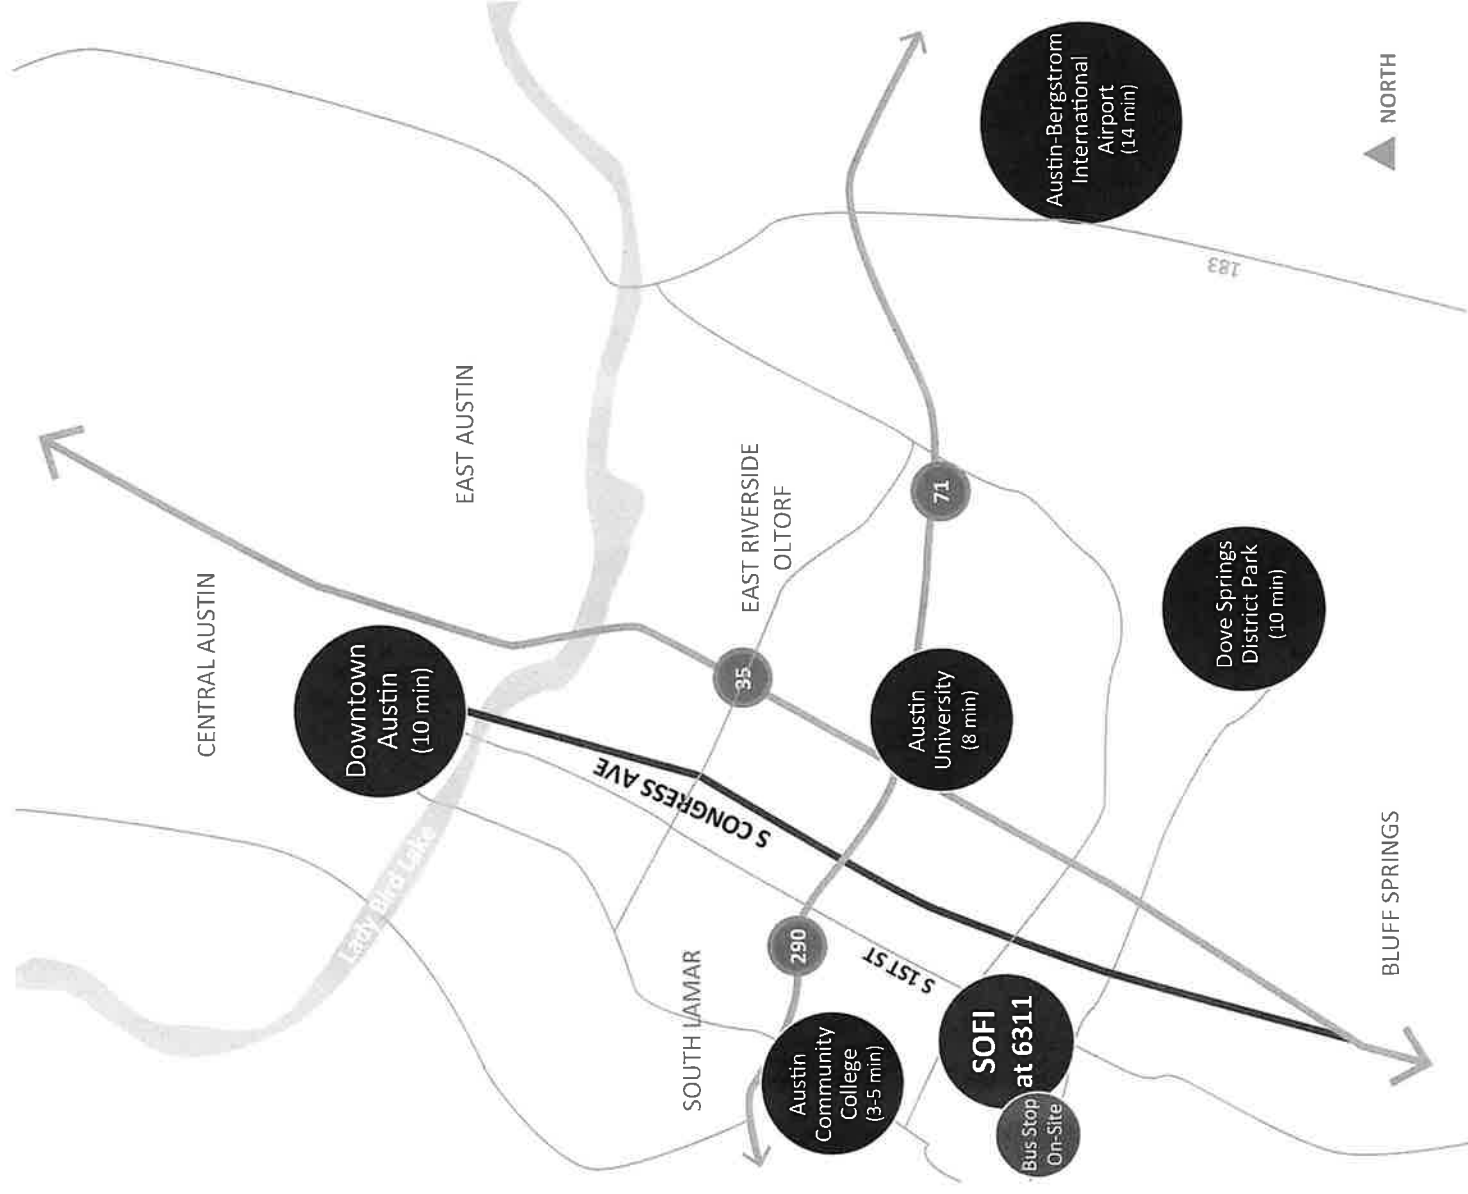 CENTRAL AUSTIN
Downtown
Austin
(10 min)
EAST AUSTIN
Lady Bird Lake
EAST RIVERSIDE
OLTORF
35
S CONGRESS AVE
SOUTH LAMAR
290
S 1ST ST
71
Austin
University
(8 min)
Austin
Community
College
(3-5 min)
SOFI
at 6311
Bus Stop
On-Site
Austin-Bergstrom
International
Airport
(14 min)
183
Dove Springs
District Park
(10 min)
BLUFF SPRINGS
NORTH